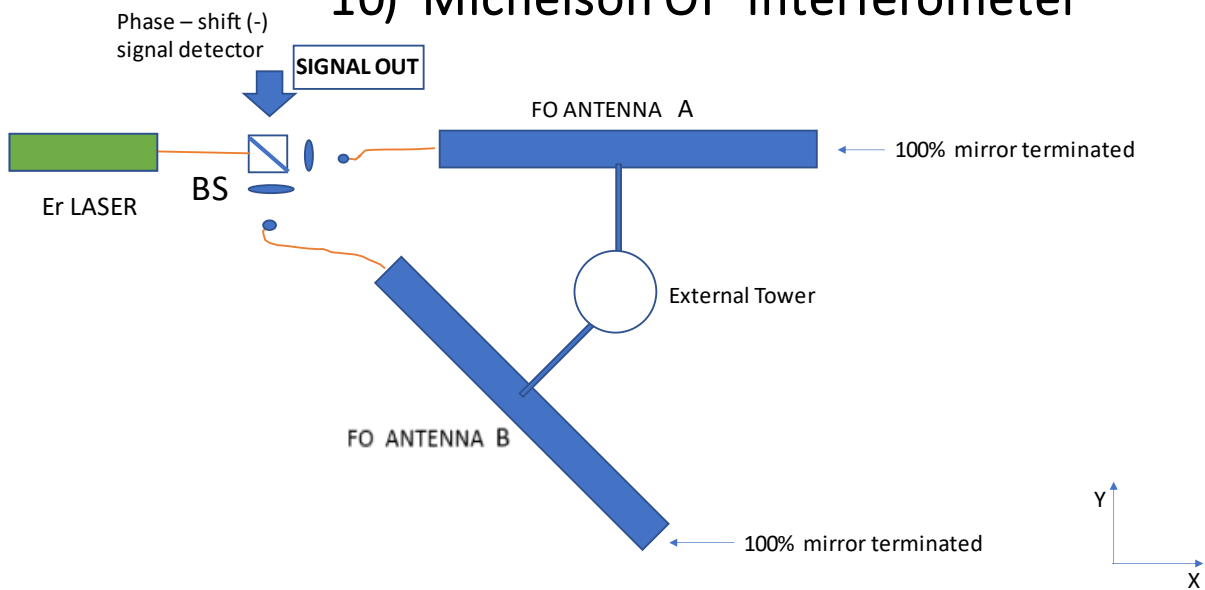 10) Michelson OF Interferometer
Phase – shift (-)
signal detector
SIGNAL OUT
FO ANTENNA A
100% mirror terminated
BS
Er LASER
External Tower
FO ANTENNA B
100% mirror terminated
Y
X